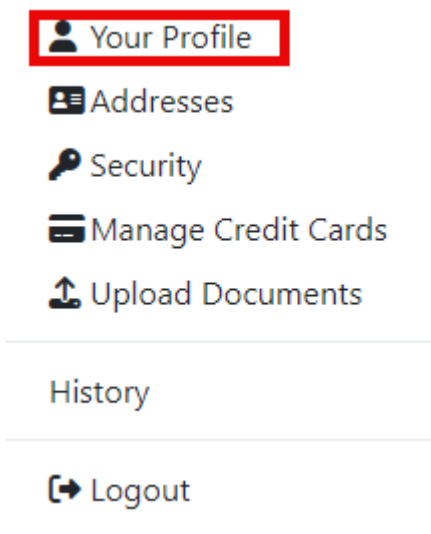 Your Profile
Addresses
Security
Manage Credit Cards
Upload Documents
History
Logout